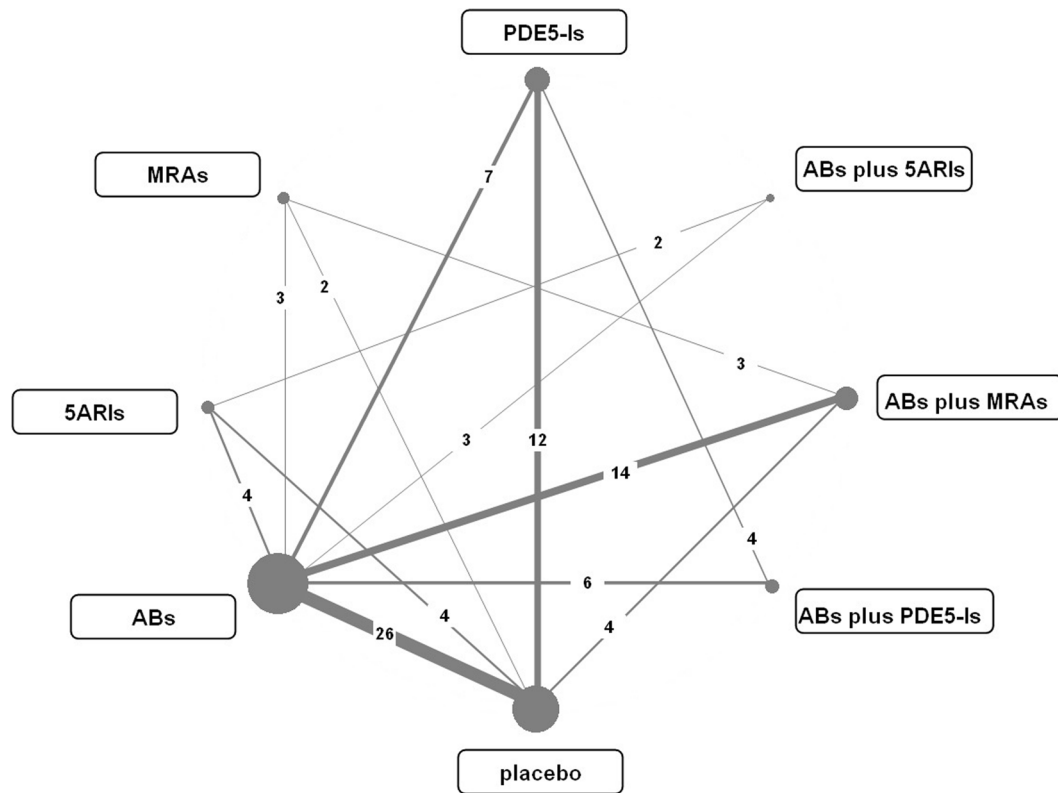 PDE5-Is
MRAs
ABs plus 5ARIs
7
2
3
2
5ARIs
3
ABs plus MRAs
3
12
14
4
4
6
ABs
ABs plus PDE5-Is
26
4
4
placebo